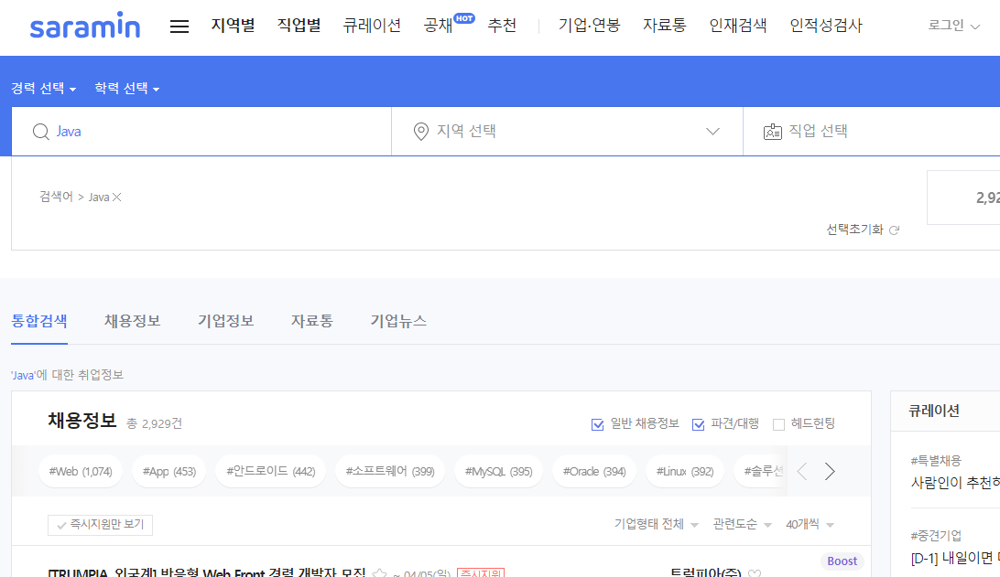 saramin 지역별 직업별 큐레이션 공채 HOT 추천 기업·연봉 자료통 인재검색 인적성검사 로그인
경력 선택 학력 선택
Java 지역 선택 직업 선택
검색어 > Java
2,92
선택초기화
통합검색 채용정보 기업정보 자료통 기업뉴스
'Java'에 대한 취업정보
채용정보 총 2,929건 일반 채용정보 파견/대행 헤드헌팅
큐레이션
#특별채용
#Web (1,074) #App (453) #안드로이드 (442) #소프트웨어 (399) #MySQL (395) #Oracle (394) #Linux (392) #솔루션
사람인이 추천하
즉시지원만 보기 기업형태 전체 관련도순 40개씩
#중견기업
[D-1] 내일이면
Boost
[TRUMPIA, 외국계] 반응형 Web Front 경력 개발자 모집 ~ 04/05(일) 즉시지원 트럼피아(주)